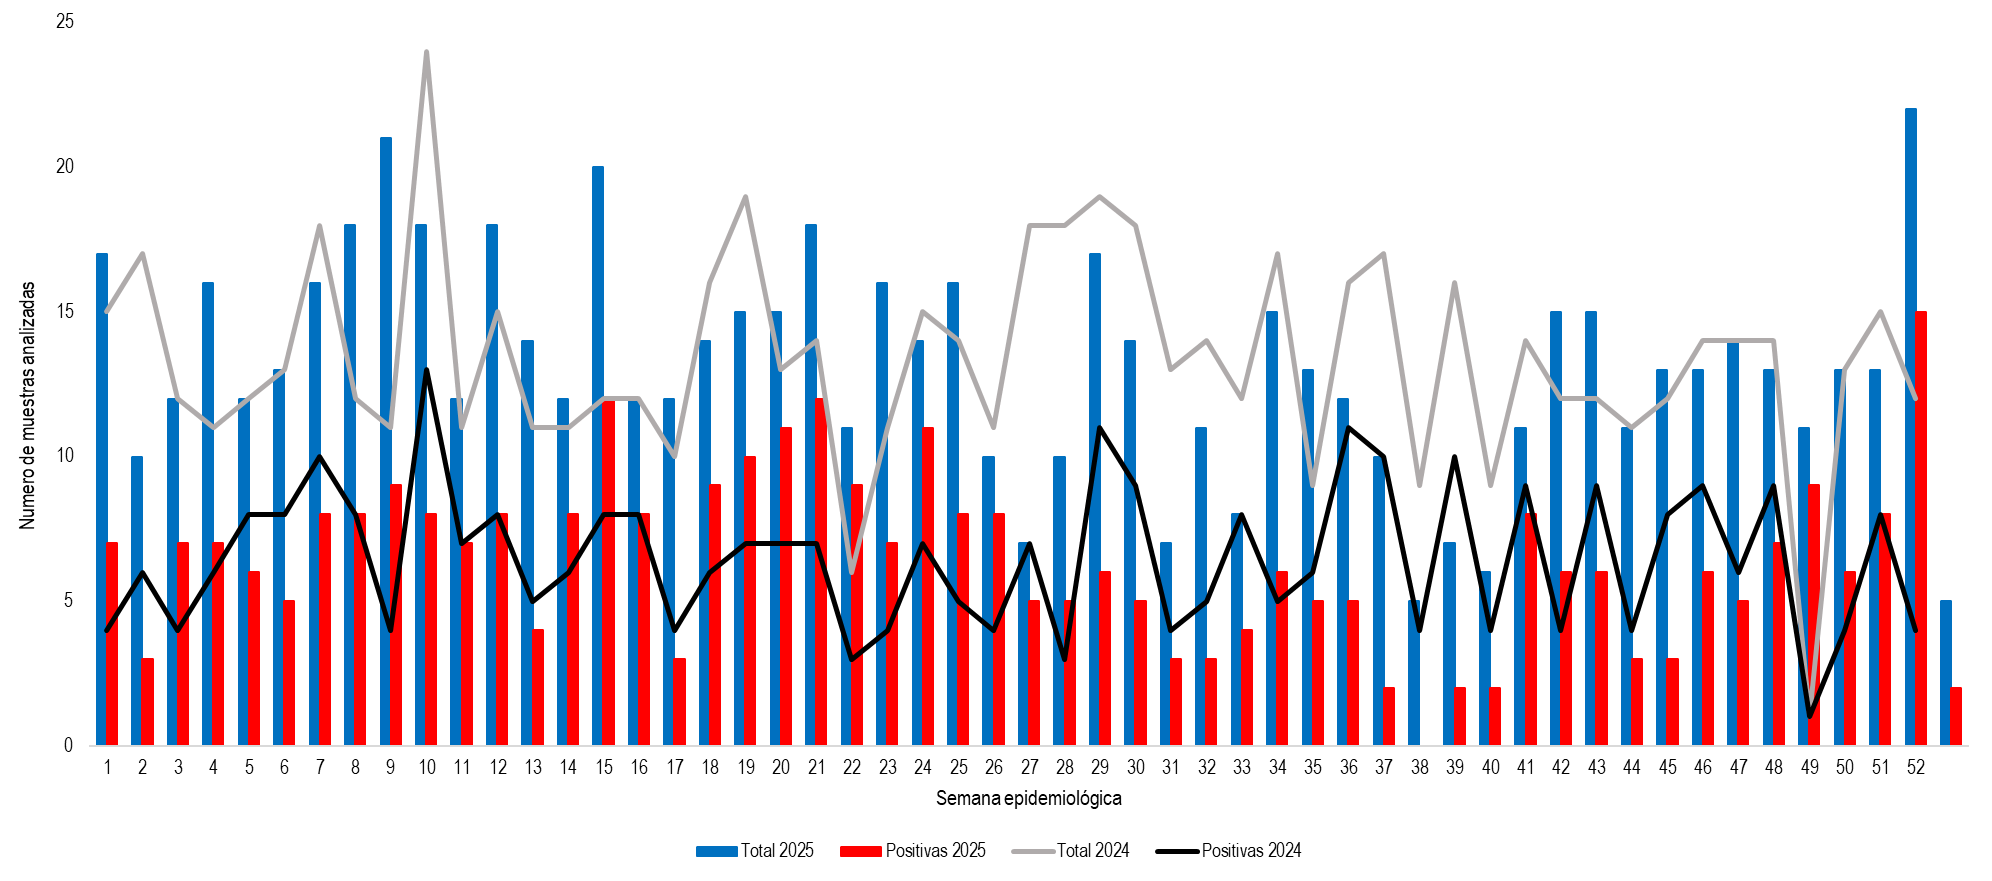 25
20
15
10
5
0
Numero de muestras analizadas
1 2 3 4 5 6 7 8 9 10 11 12 13 14 15 16 17 18 19 20 21 22 23 24 25 26 27 28 29 30 31 32 33 34 35 36 37 38 39 40 41 42 43 44 45 46 47 48 49 50 51 52
Semana epidemiológica
Total 2025 Positivas 2025 Total 2024 Positivas 2024